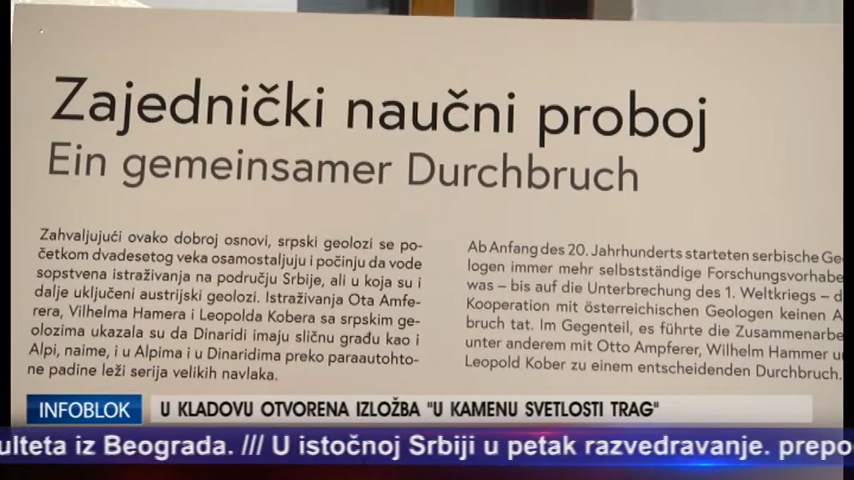 Zajednički naučni proboj
Ein gemeinsamer Durchbruch
Zahvaljujući ovako dobroj osnovi, srpski geolozi se po-
četkom dvadesetog veka osamostaljuju i počinju da vode
sopstvena istraživanja na području Srbije, ali u koja su i
dalje uključeni austrijski geolozi. Istraživanja Ota Amfe-
rera, Vilhelma Hamera i Leopolda Kobera sa srpskim ge-
olozima ukazala su da Dinaridi imaju sličnu građu kao i
Alpi, naime, i u Alpima i u Dinaridima preko paraautohto-
ne padine leži serija velikih navlaka.
Ab Anfang des 20. Jahrhunderts starteten serbische Geo-
logen immer mehr selbstständige Forschungsvorhabe
was – bis auf die Unterbrechung des 1. Weltkriegs – d
Kooperation mit österreichischen Geologen keinen A
bruch tat. Im Gegenteil, es führte die Zusammenarbe
unter anderem mit Otto Ampferer, Wilhelm Hammer u
Leopold Kober zu einem entscheidenden Durchbruch.
INFOBLOK
U KLADOVU OTVORENA IZLOŽBA "U KAMENU SVETLOSTI TRAG"
ulteta iz Beograda. /// U istočnoj Srbiji u petak razvedravanje. prepo